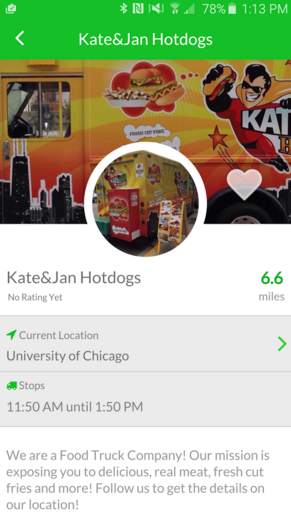 78% 1:13 PM
Kate&Jan Hotdogs
FRESH CUT FRIES
KAT
Kate&Jan Hotdogs
6.6
No Rating Yet
miles
Current Location
University of Chicago
Stops
11:50 AM until 1:50 PM
We are a Food Truck Company! Our mission is
exposing you to delicious, real meat, fresh cut
fries and more! Follow us to get the details on
our location!